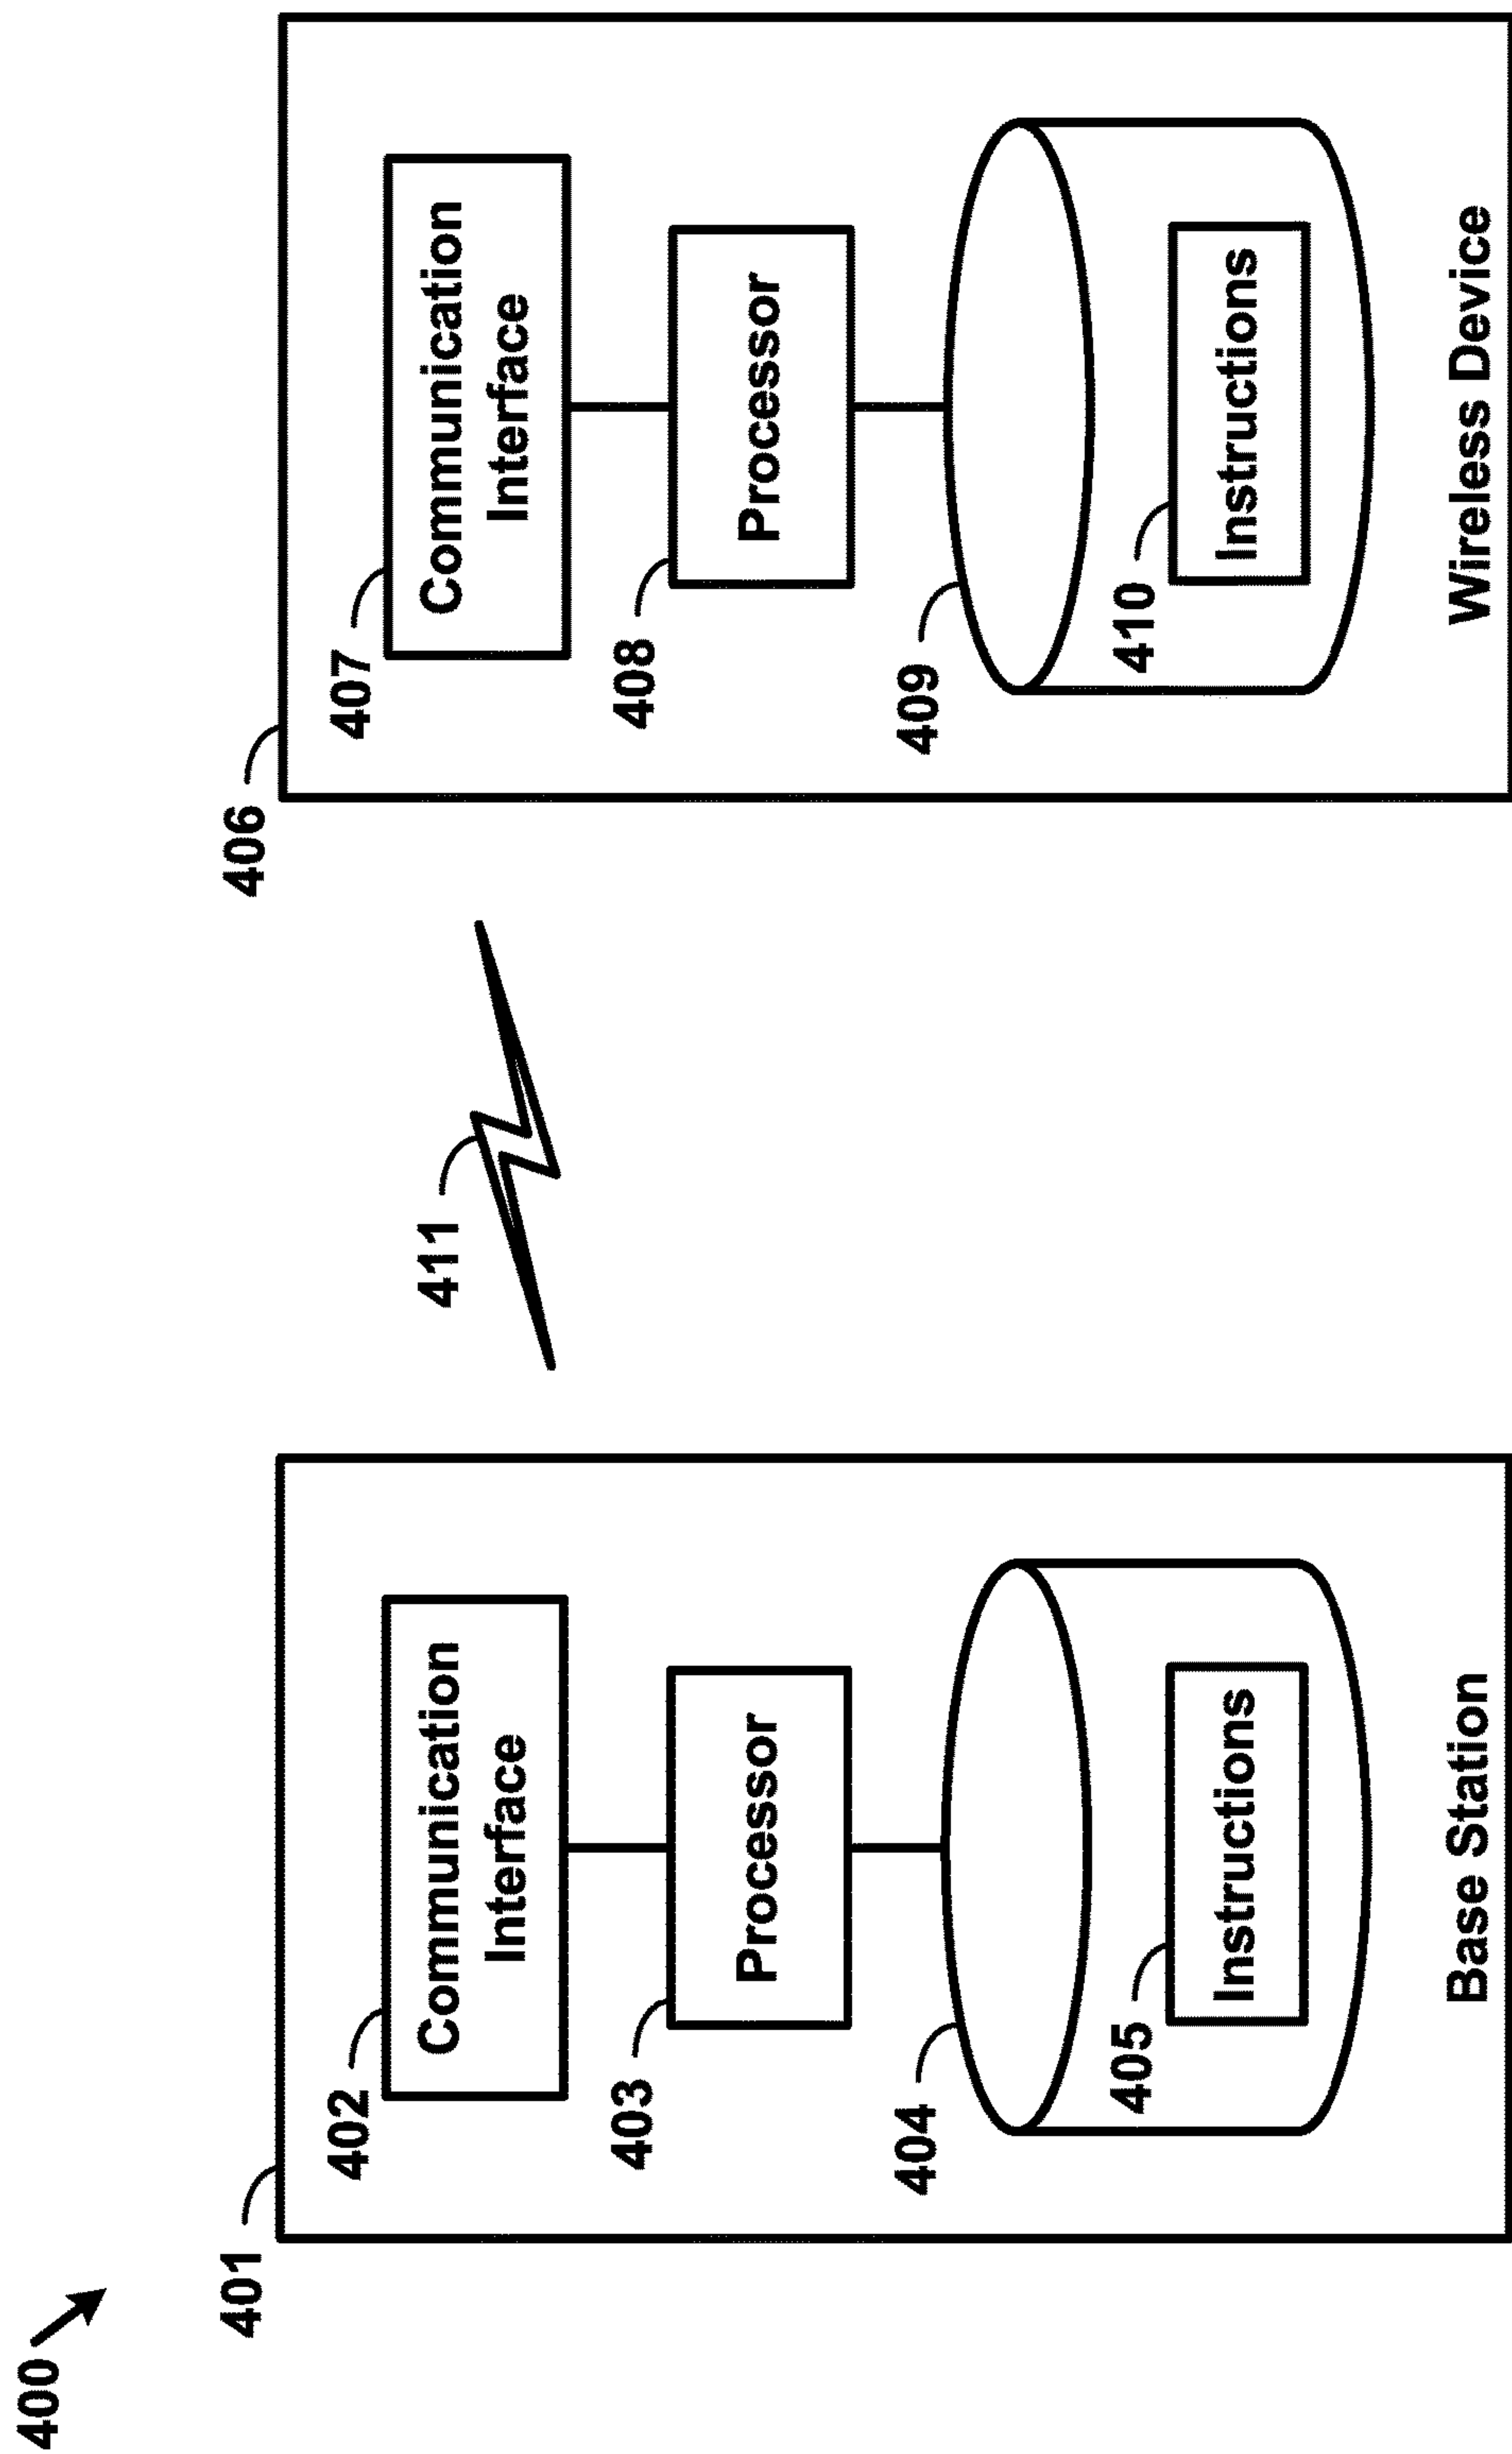 400
401
402
Communication
Interface
403
Processor
404
405
Instructions
Base Station
411
406
407
Communication
Interface
408
Processor
409
410
Instructions
Wireless Device